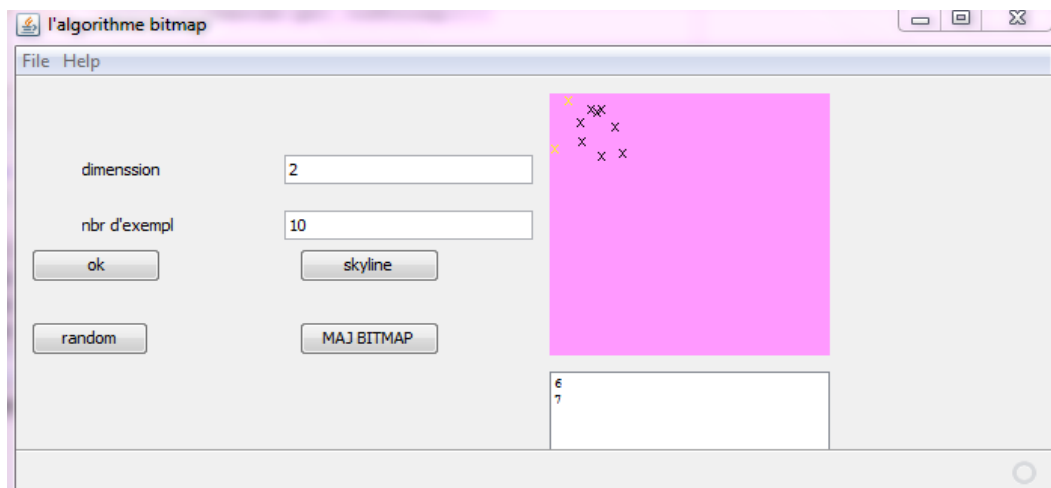 l'algorithme bitmap
File Help
dimenssion 2
nbr d'exempl 10
ok skyline
random MAJ BITMAP
6
7